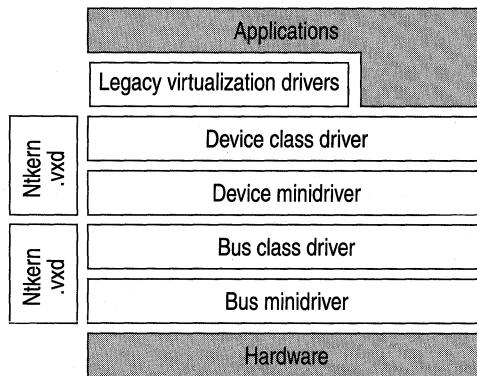 Applications
Legacy virtualization drivers
Ntkern
.vxd
Device class driver
Device minidriver
Ntkern
.vxd
Bus class driver
Bus minidriver
Hardware